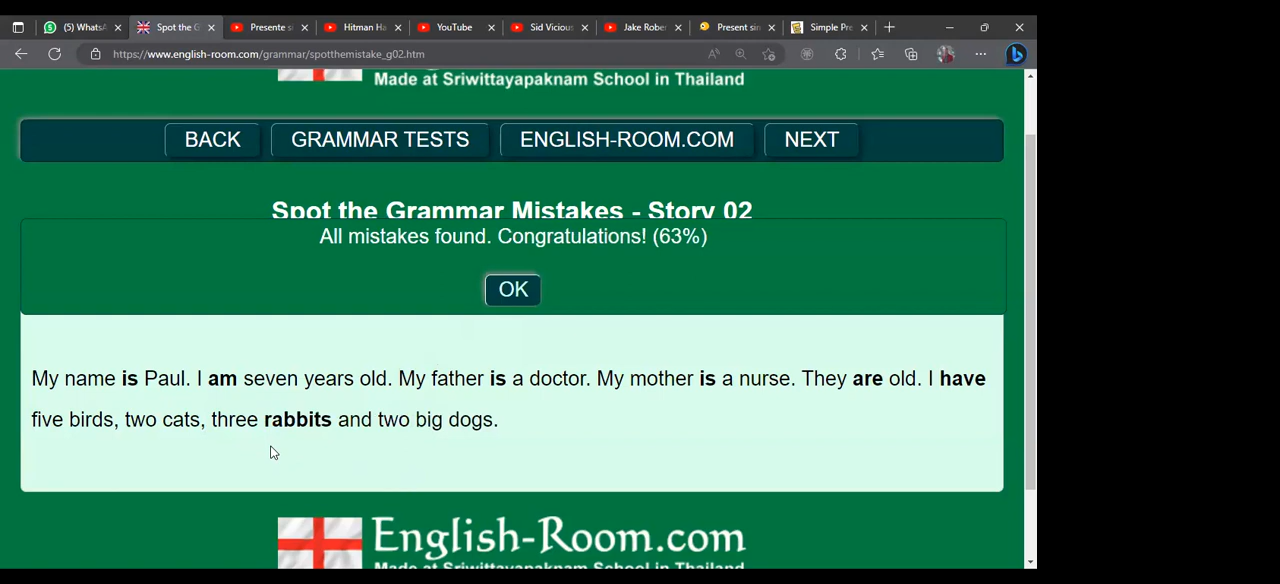 (5) Whats
Spot the G
Presente s
Hitman Ha
YouTube
Sid Viciou
Jake Rober
Present sin
Simple Pre
https://www.english-room.com/grammar/spotthemistake_g02.htm
Made at Sriwittayapaknam School in Thailand
BACK GRAMMAR TESTS ENGLISH-ROOM.COM NEXT
Spot the Grammar Mistakes - Story 02
All mistakes found. Congratulations! (63%)
OK
My name is Paul. I am seven years old. My father is a doctor. My mother is a nurse. They are old. I have
five birds, two cats, three rabbits and two big dogs.
English-Room.com
Made at Sriwittayapaknam School in Thailand